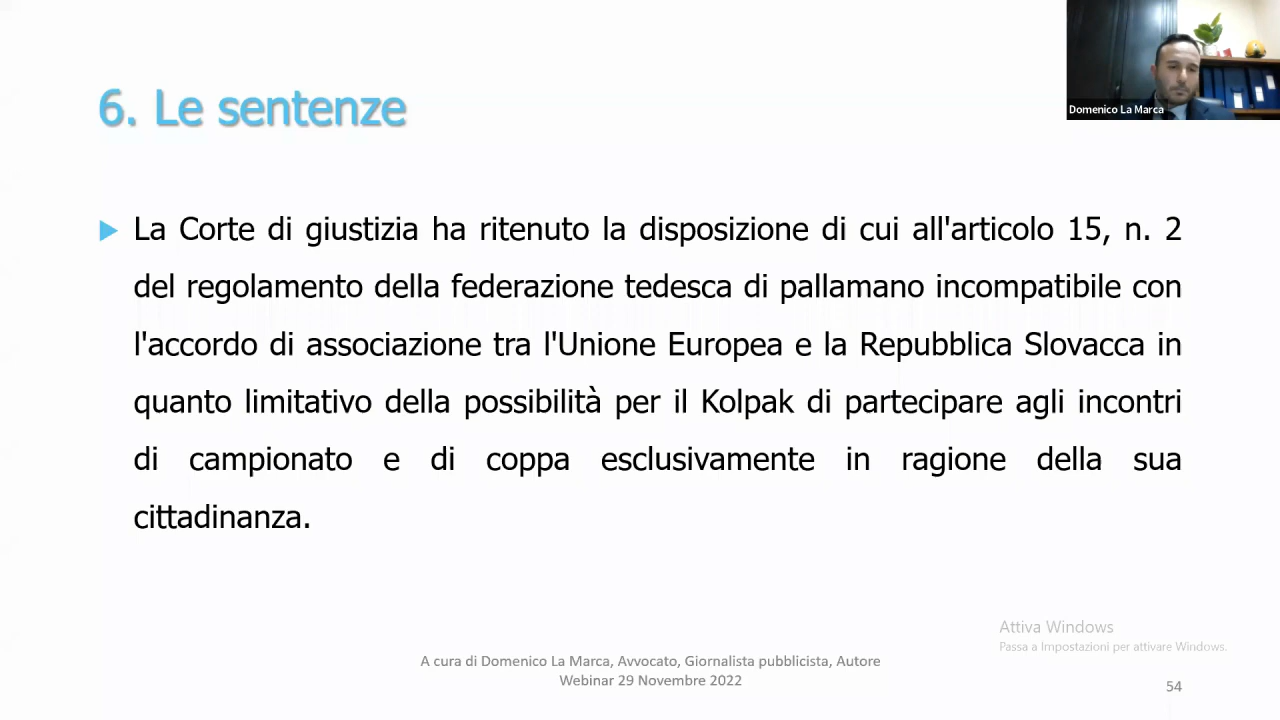 6. Le sentenze
Domenico La Marca
La Corte di giustizia ha ritenuto la disposizione di cui all'articolo 15, n. 2
del regolamento della federazione tedesca di pallamano incompatibile con
l'accordo di associazione tra l'Unione Europea e la Repubblica Slovacca in
quanto limitativo della possibilità per il Kolpak di partecipare agli incontri
di campionato e di coppa esclusivamente in ragione della sua
cittadinanza.
Attiva Windows
Passa a Impostazioni per attivare Windows.
A cura di Domenico La Marca, Avvocato, Giornalista pubblicista, Autore
Webinar 29 Novembre 2022
54